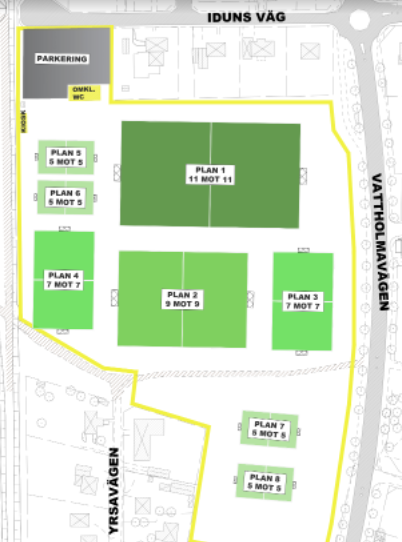 IDUNS VÄG
PARKERING
OMKL.
WC
KIOSK
PLAN 5
5 MOT 5
PLAN 1
11 MOT 11
PLAN 6
5 MOT 5
VATTHOLMAVÄGEN
PLAN 4
7 MOT 7
PLAN 2
9 MOT 9
PLAN 3
7 MOT 7
PLAN 7
5 MOT 5
YRSAVÄGEN
PLAN 8
5 MOT 5